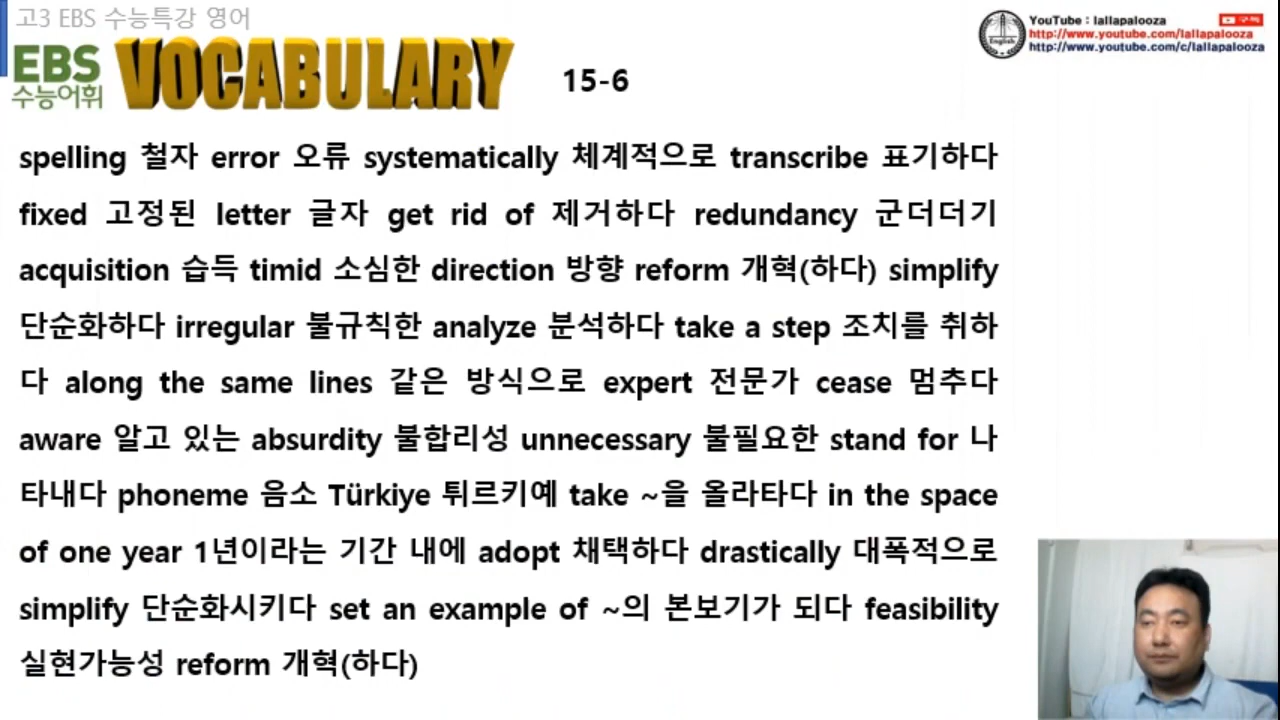 고3 EBS 수능특강 영어
EBS
수능어휘
VOCABULARY
15-6
English
YouTube : lallapalooza
구독
http://www.youtube.com/lallapalooza
http://www.youtube.com/c/lallapalooza
spelling 철자 error 오류 systematically 체계적으로 transcribe 표기하다
fixed 고정된 letter 글자 get rid of 제거하다 redundancy 군더더기
acquisition 습득 timid 소심한 direction 방향 reform 개혁(하다) simplify
단순화하다 irregular 불규칙한 analyze 분석하다 take a step 조치를 취하
다 along the same lines 같은 방식으로 expert 전문가 cease 멈추다
aware 알고 있는 absurdity 불합리성 unnecessary 불필요한 stand for 나
타내다 phoneme 음소 Türkiye 튀르키예 take ~을 올라타다 in the space
of one year 1년이라는 기간 내에 adopt 채택하다 drastically 대폭적으로
simplify 단순화시키다 set an example of ~의 본보기가 되다 feasibility
실현가능성 reform 개혁(하다)